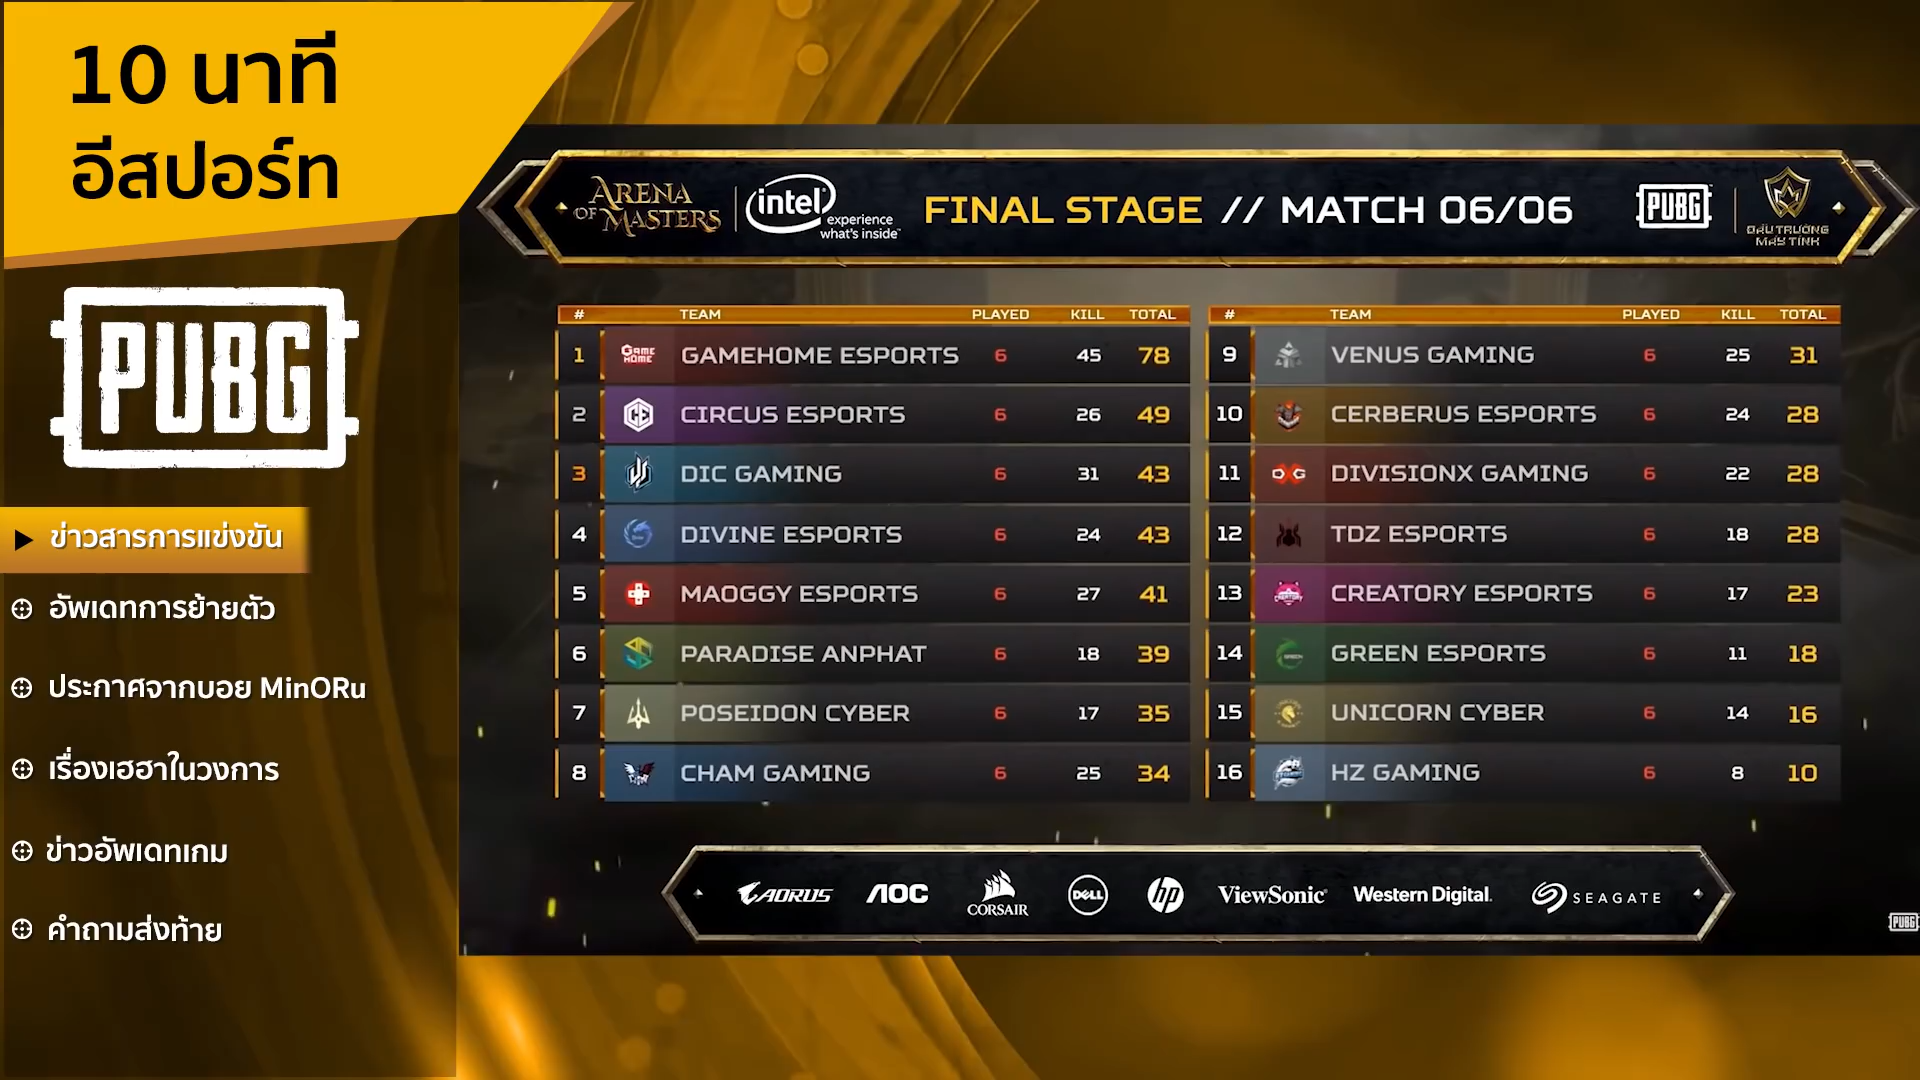 10 นาที
อีสปอร์ท
PUBG
ข่าวสารการแข่งขัน
อัพเดทการย้ายตัว
ประกาศจากบอย MinORu
เรื่องเฮฮาในวงการ
ข่าวอัพเดทเกม
คำถามส่งท้าย
ARENA OF MASTERS
intel experience what's inside
FINAL STAGE // MATCH 06/06
PUBG
ĐẤU TRƯỜNG
MÁY TÍNH
# TEAM PLAYED KILL TOTAL
1 GAME HOME GAMEHOME ESPORTS 6 45 78
2 CE CIRCUS ESPORTS 6 26 49
3 DIC GAMING 6 31 43
4 DIVINE ESPORTS 6 24 43
5 MAOGGY ESPORTS 6 27 41
6 PARADISE ANPHAT 6 18 39
7 POSEIDON CYBER 6 17 35
8 CHAM GAMING 6 25 34
# TEAM PLAYED KILL TOTAL
9 VENUS GAMING 6 25 31
10 CERBERUS ESPORTS 6 24 28
11 DXG DIVISIONX GAMING 6 22 28
12 TDZ ESPORTS 6 18 28
13 CREATORY CREATORY ESPORTS 6 17 23
14 GREEN GREEN ESPORTS 6 11 18
15 UNICORN CYBER 6 14 16
16 HZ GAMING 6 8 10
AORUS AOC CORSAIR DELL hp ViewSonic Western Digital. SEAGATE
PUBG